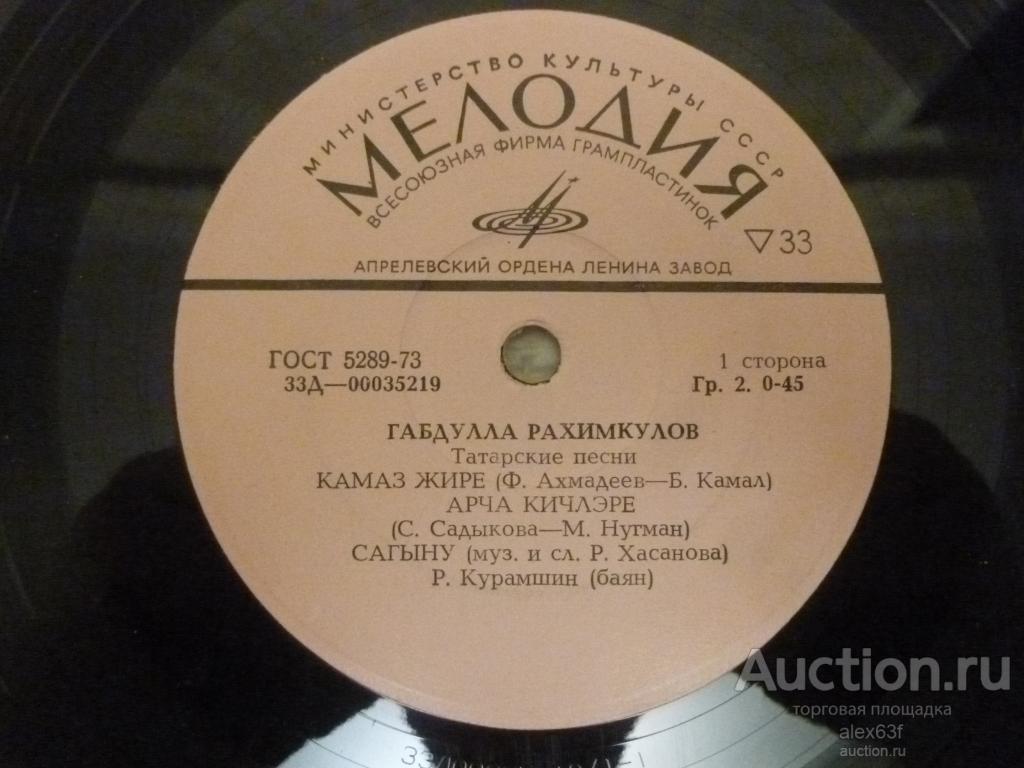 МИНИСТЕРСТВО КУЛЬТУРЫ СССР
МЕЛОДИЯ
ВСЕСОЮЗНАЯ ФИРМА ГРАМПЛАСТИНОК
▽33
АПРЕЛЕВСКИЙ ОРДЕНА ЛЕНИНА ЗАВОД
ГОСТ 5289-73
1 сторона
33Д—00035219
Гр. 2. 0-45
ГАБДУЛЛА РАХИМКУЛОВ
Татарские песни
КАМАЗ ЖИРЕ (Ф. Ахмадеев—Б. Камал)
АРЧА КИЧЛЭРЕ
(С. Садыкова—М. Нугман)
САГЫНУ (муз. и сл. Р. Хасанова)
Р. Курамшин (баян)
Auction.ru
торговая площадка
alex63f
auction.ru